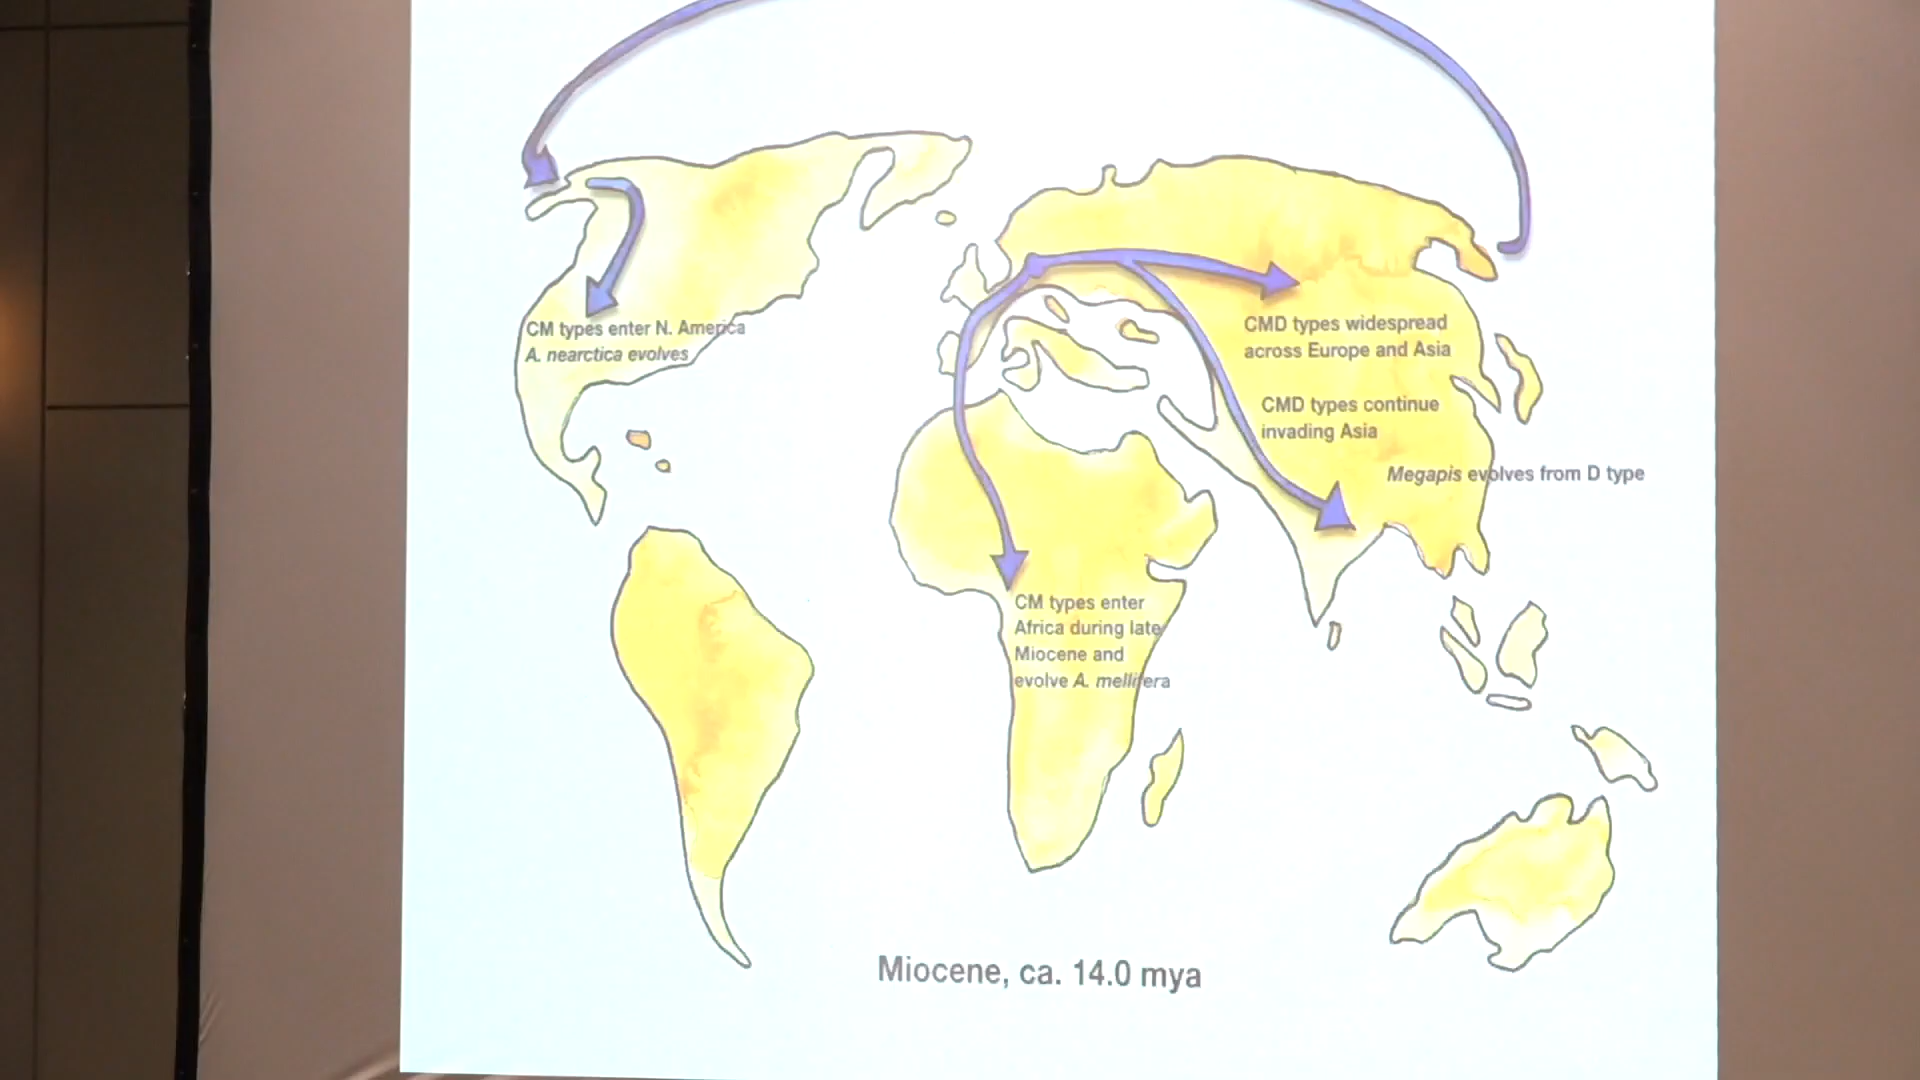 CM types enter N. America
A. nearctica evolves
CMD types widespread
across Europe and Asia
CMD types continue
invading Asia
Megapis evolves from D type
CM types enter
Africa during late
Miocene and
evolve A. mellifera
Miocene, ca. 14.0 mya